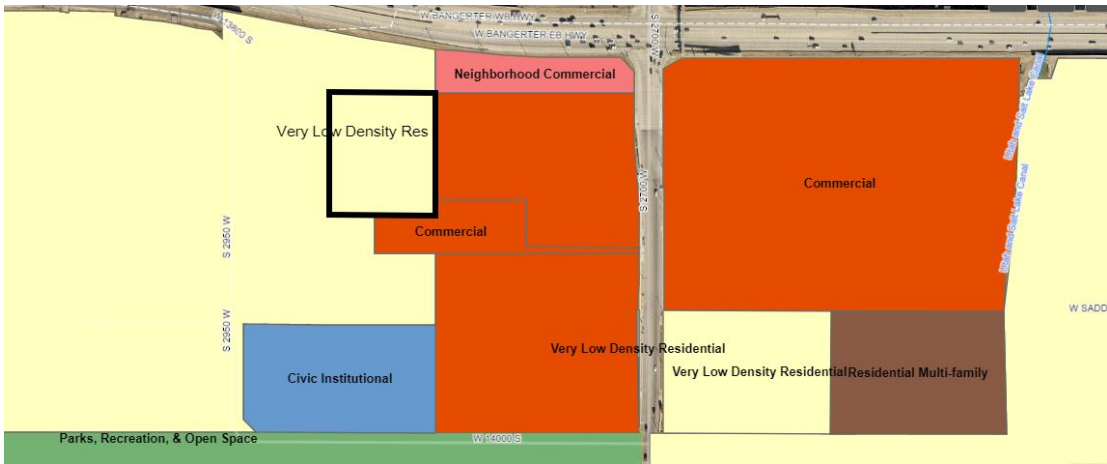 W BANGERTER WB HWY
W 13800 S
S 2700 W
W BANGERTER EB HWY
Neighborhood Commercial
Utah and Salt Lake Canal
Very Low Density Res
Commercial
S 2700 W
S 2950 W
Commercial
Utah and Salt Lake Canal
W SADD
S 2950 W
Very Low Density Residential
Civic Institutional
Very Low Density Residential
Residential Multi-family
Parks, Recreation, & Open Space
W 14000 S